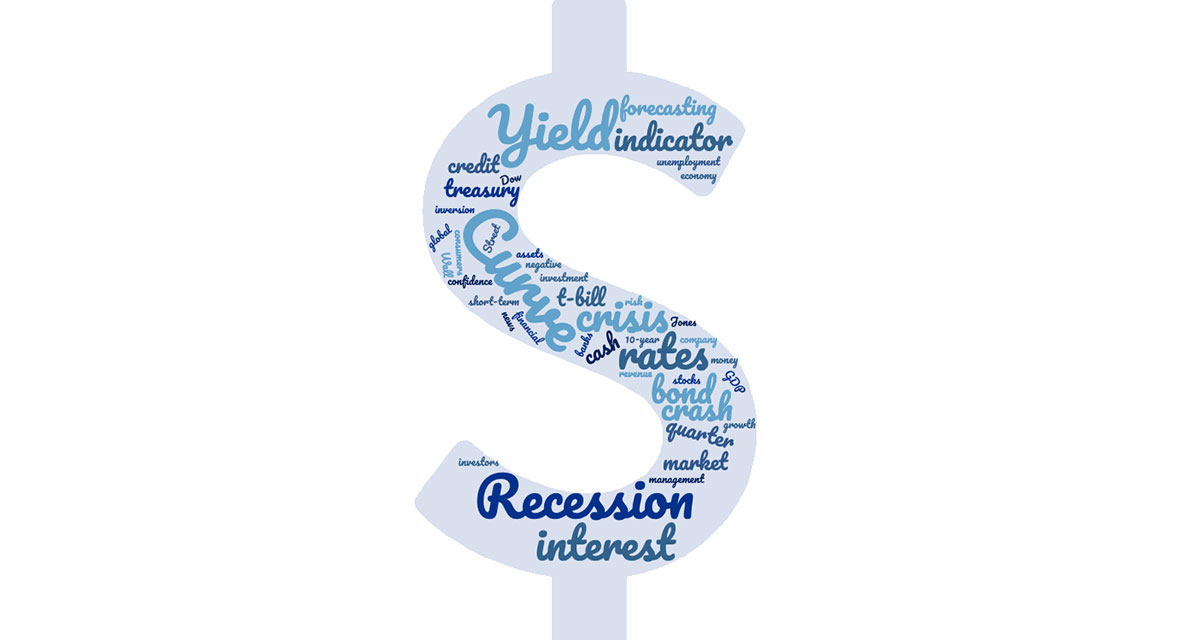 Yield
forecasting
indicator
unemployment
economy
credit
Dow
treasury
inversion
global
Wall
consumers
Street
Curve
confidence
assets
negative
investment
short-term
news
financial
t-bill
risk
crisis
Jones
banks
cash
10-year
company
rates
money
revenue
stocks
GDP
bond
crash
growth
quarter
market
management
investors
Recession
interest